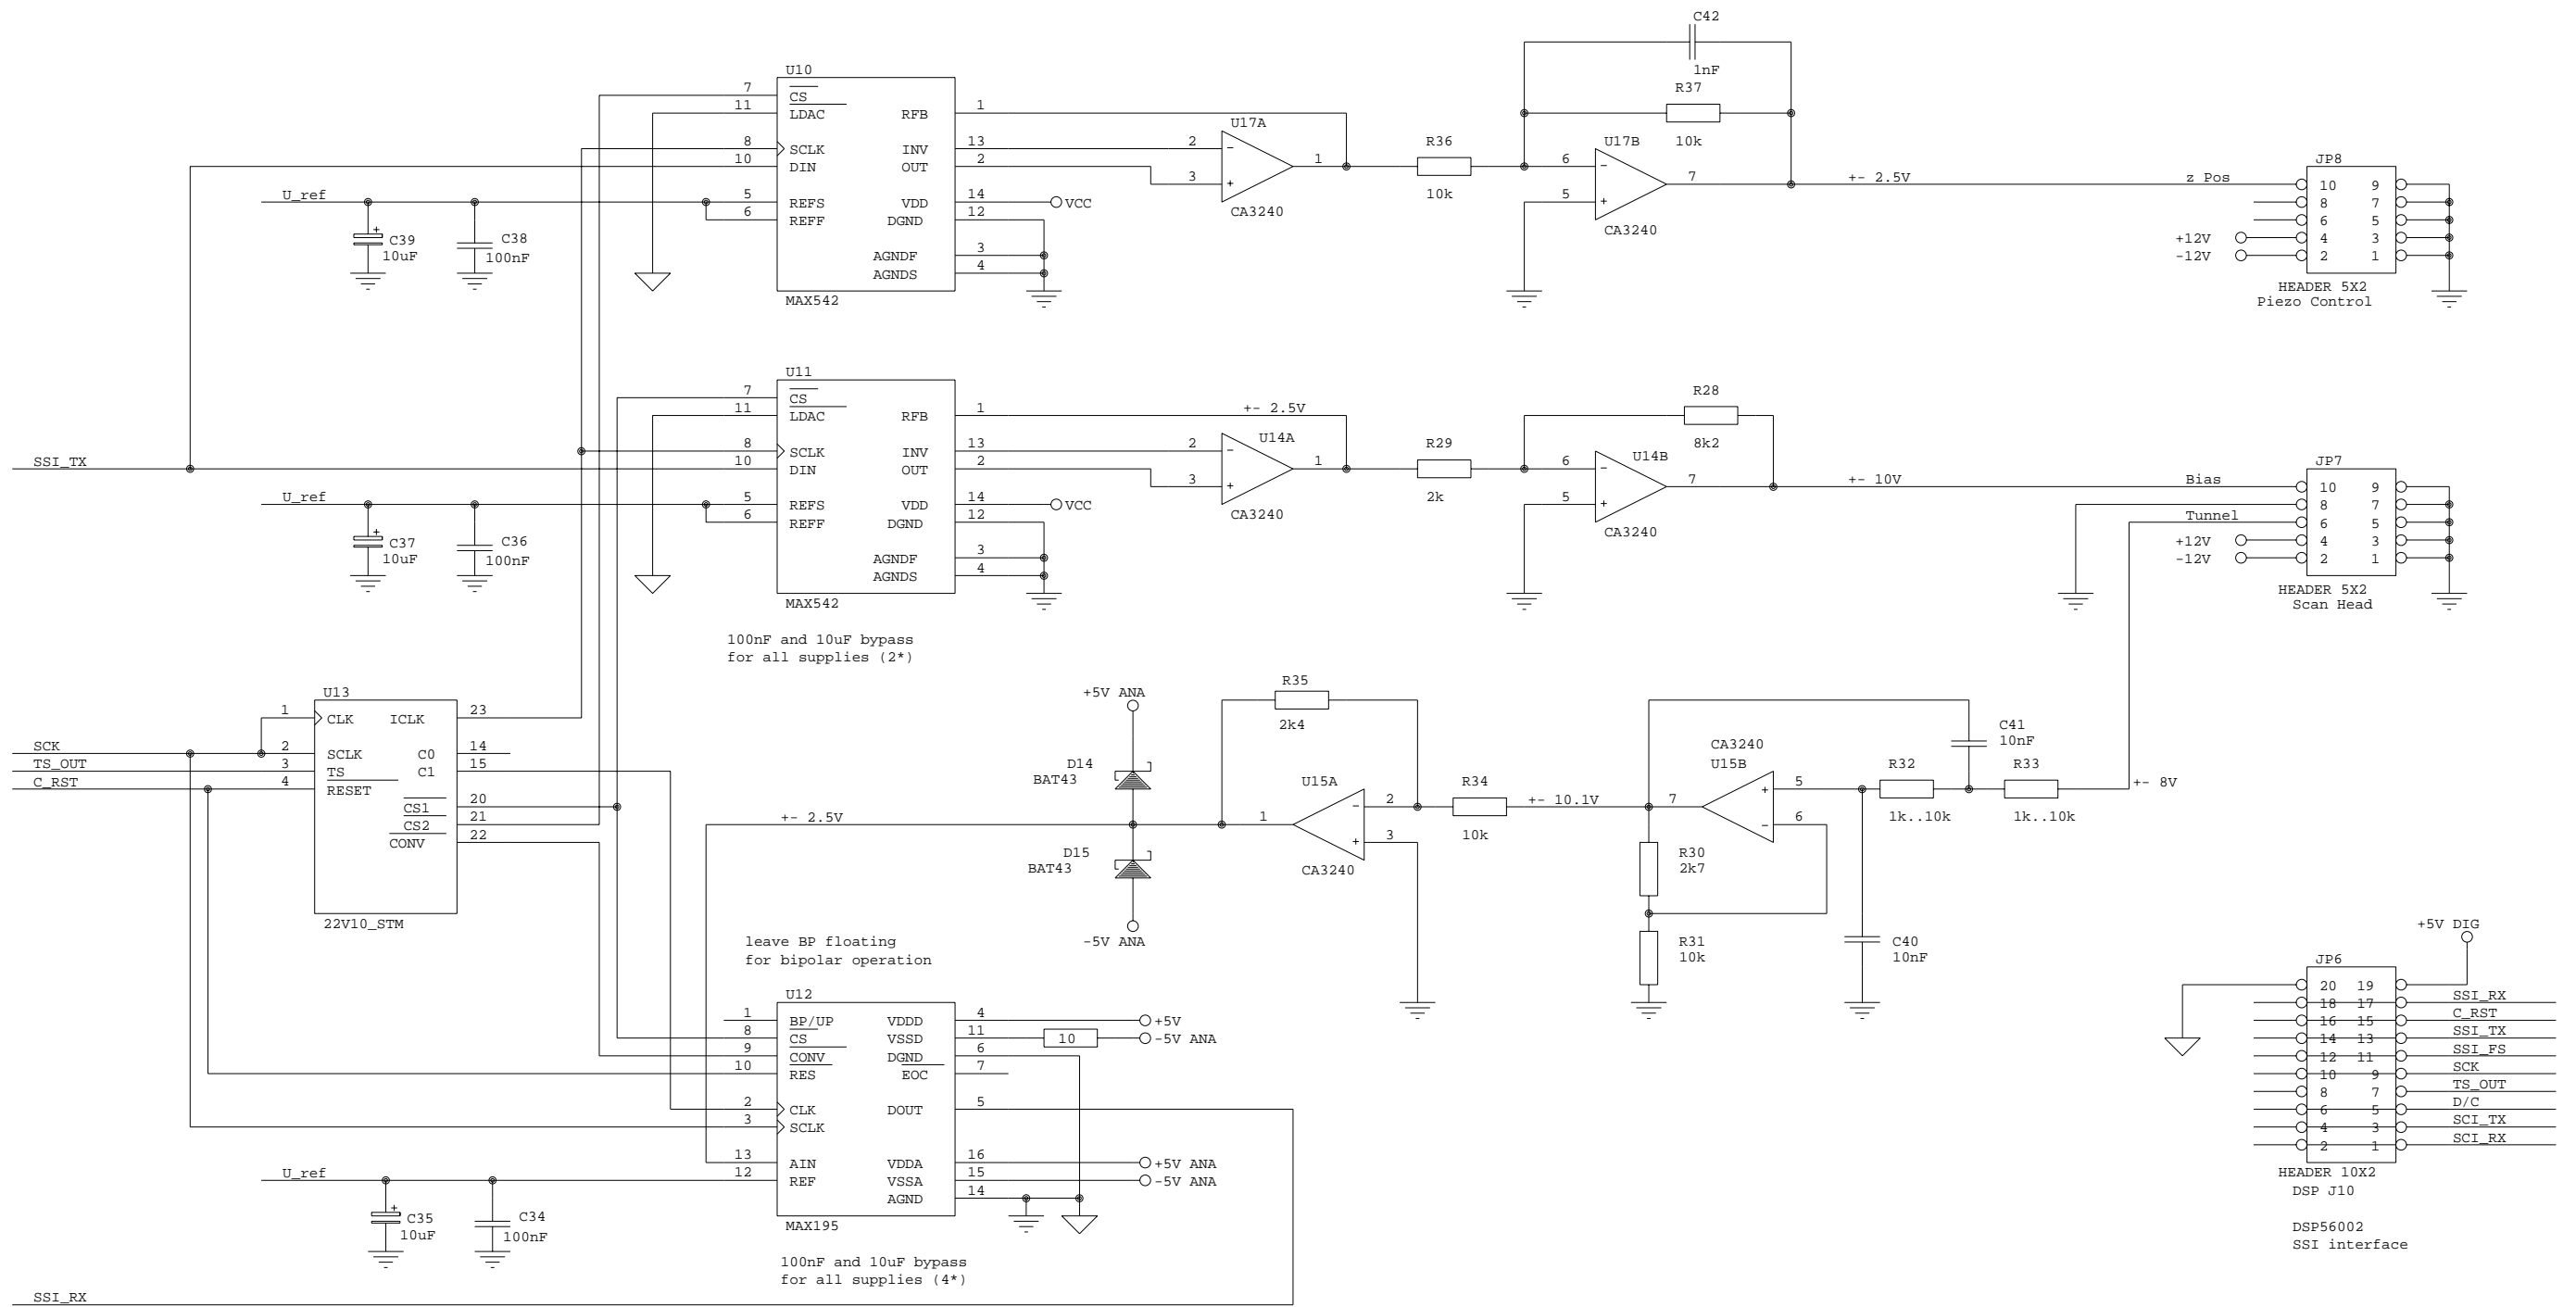 C42
1nF
R37
10k
U10
7
CS
11
LDAC
RFB
1
8
SCLK
INV
13
10
DIN
OUT
2
U_ref
5
REFS
VDD
14
VCC
6
REFF
DGND
12
AGNDF
3
AGNDS
4
MAX542
+
C39
10uF
C38
100nF
U17A
2
-
3
+
1
CA3240
R36
10k
U17B
6
-
5
+
7
CA3240
+- 2.5V
z Pos
JP8
10 9
8 7
6 5
+12V
4 3
-12V
2 1
HEADER 5X2
Piezo Control
U11
7
CS
11
LDAC
RFB
1
+- 2.5V
8
SCLK
INV
13
SSI_TX
10
DIN
OUT
2
U_ref
5
REFS
VDD
14
VCC
6
REFF
DGND
12
AGNDF
3
AGNDS
4
MAX542
+
C37
10uF
C36
100nF
U14A
2
-
3
+
1
CA3240
R29
2k
R28
8k2
U14B
6
-
5
+
7
CA3240
+- 10V
Bias
Tunnel
JP7
10 9
8 7
6 5
+12V
4 3
-12V
2 1
HEADER 5X2
Scan Head
100nF and 10uF bypass
for all supplies (2*)
U13
1
CLK
ICLK
23
SCK
2
SCLK
C0
14
TS_OUT
3
TS
C1
15
C_RST
4
RESET
CS1
20
CS2
21
CONV
22
22V10_STM
+5V ANA
D14
BAT43
+- 2.5V
D15
BAT43
-5V ANA
R35
2k4
U15A
1
-
2
+
3
CA3240
R34
10k
+- 10.1V
CA3240
U15B
7
+
5
-
6
R30
2k7
R31
10k
C41
10nF
R32
1k..10k
R33
1k..10k
+- 8V
C40
10nF
leave BP floating
for bipolar operation
U12
1
BP/UP
VDDD
4
+5V
8
CS
VSSD
11
10
-5V ANA
9
CONV
DGND
6
10
RES
EOC
7
2
CLK
DOUT
5
3
SCLK
13
AIN
VDDA
16
+5V ANA
U_ref
12
REF
VSSA
15
-5V ANA
AGND
14
MAX195
+
C35
10uF
C34
100nF
100nF and 10uF bypass
for all supplies (4*)
SSI_RX
+5V DIG
JP6
20 19
18 17
SSI_RX
16 15
C_RST
14 13
SSI_TX
12 11
SSI_FS
10 9
SCK
8 7
TS_OUT
6 5
D/C
4 3
SCI_TX
2 1
SCI_RX
HEADER 10X2
DSP J10
DSP56002
SSI interface